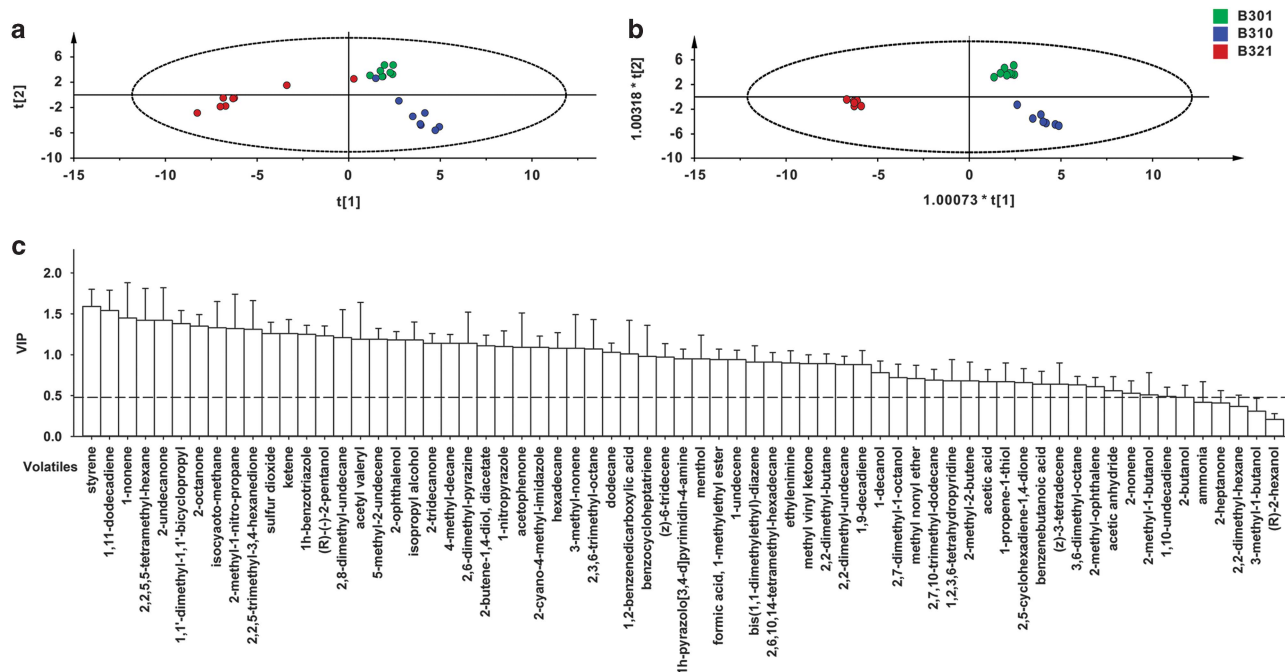 a
b
B301
B310
B321
t[2]
6
2
-2
-6
-10
-15
-10
-5
0
5
10
t[1]
1.00318 * t[2]
6
2
-2
-6
-10
-15
-10
-5
0
5
10
1.00073 * t[1]
c
VIP
2.0
1.5
1.0
0.5
0.0
Volatiles
styrene
1,11-dodecadiene
1-nonene
2,2,5,5-tetramethyl-hexane
2-undecanone
1,1'-dimethyl-1,1'-bicyclopropyl
2-octanone
isocyaoto-methane
2-methyl-1-nitro-propane
2,2,5-trimethyl-3,4-hexanedione
sulfur dioxide
ketene
1h-benzotriazole
(R)-(-)-2-pentanol
2,8-dimethyl-undecane
acetyl valeryl
5-methyl-2-undecene
2-ophthalenol
isopropyl alcohol
2-tridecanone
4-methyl-decane
2,6-dimethyl-pyrazine
2-butene-1,4-diol, diacetate
1-nitropyrazole
acetophenone
2-cyano-4-methyl-imidazole
hexadecane
3-methyl-nonene
2,3,6-trimethyl-octane
dodecane
1,2-benzenedicarboxylic acid
benzocycloheptatriene
(z)-6-tridecene
1h-pyrazolo[3,4-d]pyrimidin-4-amine
menthol
formic acid, 1-methylethyl ester
1-undecene
bis(1,1-dimethylethyl)-diazene
2,6,10,14-tetramethyl-hexadecane
ethylenimine
methyl vinyl ketone
2,2-dimethyl-butane
2,2-dimethyl-undecane
1,9-decadiene
1-decanol
2,7-dimethyl-1-octanol
methyl nonyl ether
2,7,10-trimethyl-dodecane
1,2,3,6-tetrahydropyridine
2-methyl-2-butene
acetic acid
1-propene-1-thiol
2,5-cyclohexadiene-1,4-dione
benzenebutanoic acid
(z)-3-tetradecene
3,6-dimethyl-octane
2-methyl-ophthalene
acetic anhydride
2-nonene
2-methyl-1-butanol
1,10-undecadiene
2-butanol
ammonia
2-heptanone
2,2-dimethyl-hexane
3-methyl-1-butanol
(R)-2-hexanol